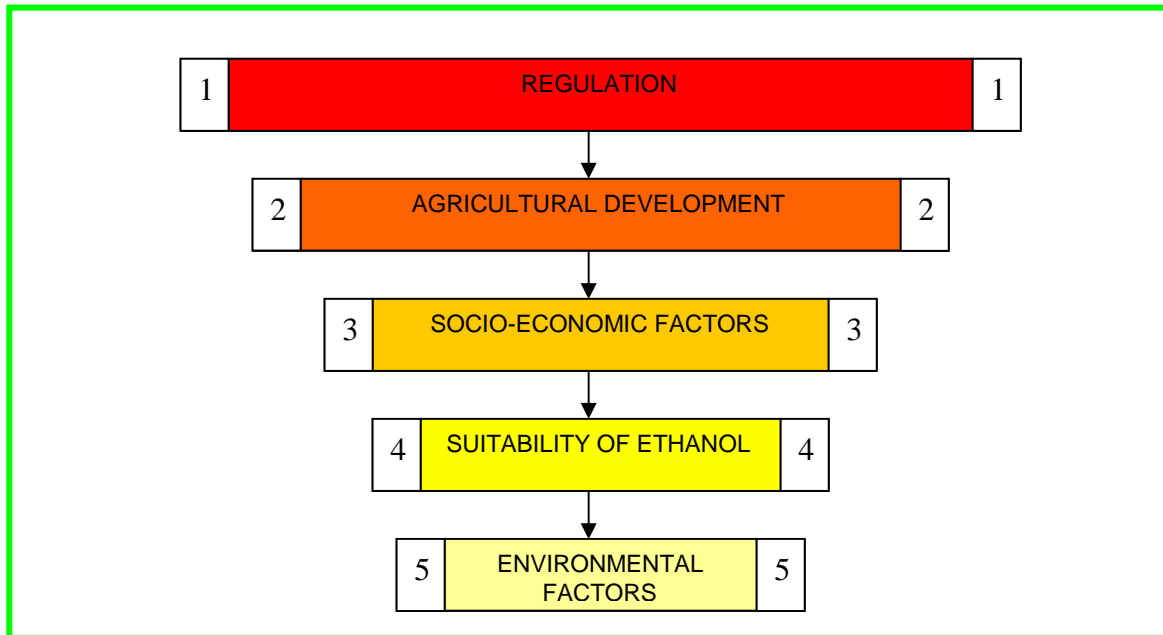 1 REGULATION 1
2 AGRICULTURAL DEVELOPMENT 2
3 SOCIO-ECONOMIC FACTORS 3
4 SUITABILITY OF ETHANOL 4
5 ENVIRONMENTAL 5
FACTORS